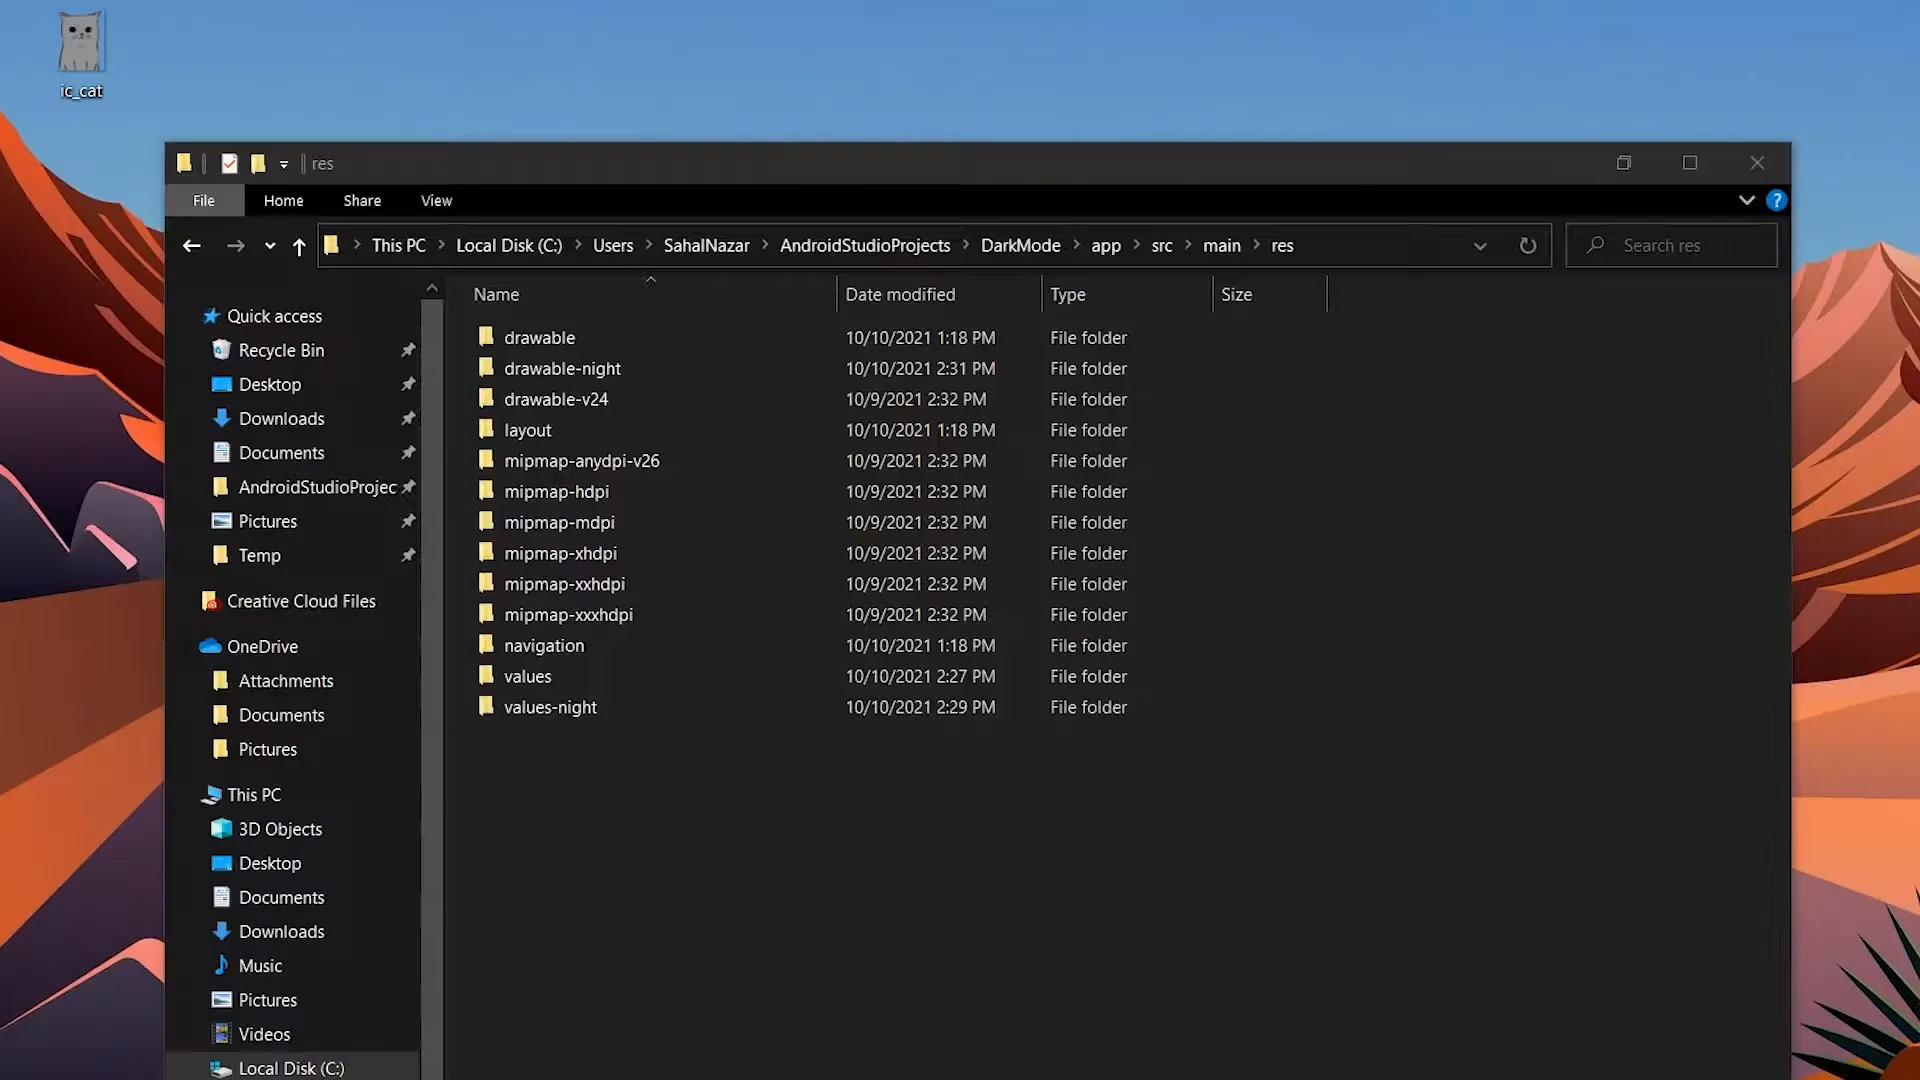 ic_cat
res
File Home Share View
?
This PC Local Disk (C:) Users SahalNazar AndroidStudioProjects DarkMode app src main res
Search res
Quick access
Recycle Bin
Desktop
Downloads
Documents
AndroidStudioProjec
Pictures
Temp
Creative Cloud Files
OneDrive
Attachments
Documents
Pictures
This PC
3D Objects
Desktop
Documents
Downloads
Music
Pictures
Videos
Local Disk (C:)
Name Date modified Type Size
drawable 10/10/2021 1:18 PM File folder
drawable-night 10/10/2021 2:31 PM File folder
drawable-v24 10/9/2021 2:32 PM File folder
layout 10/10/2021 1:18 PM File folder
mipmap-anydpi-v26 10/9/2021 2:32 PM File folder
mipmap-hdpi 10/9/2021 2:32 PM File folder
mipmap-mdpi 10/9/2021 2:32 PM File folder
mipmap-xhdpi 10/9/2021 2:32 PM File folder
mipmap-xxhdpi 10/9/2021 2:32 PM File folder
mipmap-xxxhdpi 10/9/2021 2:32 PM File folder
navigation 10/10/2021 1:18 PM File folder
values 10/10/2021 2:27 PM File folder
values-night 10/10/2021 2:29 PM File folder